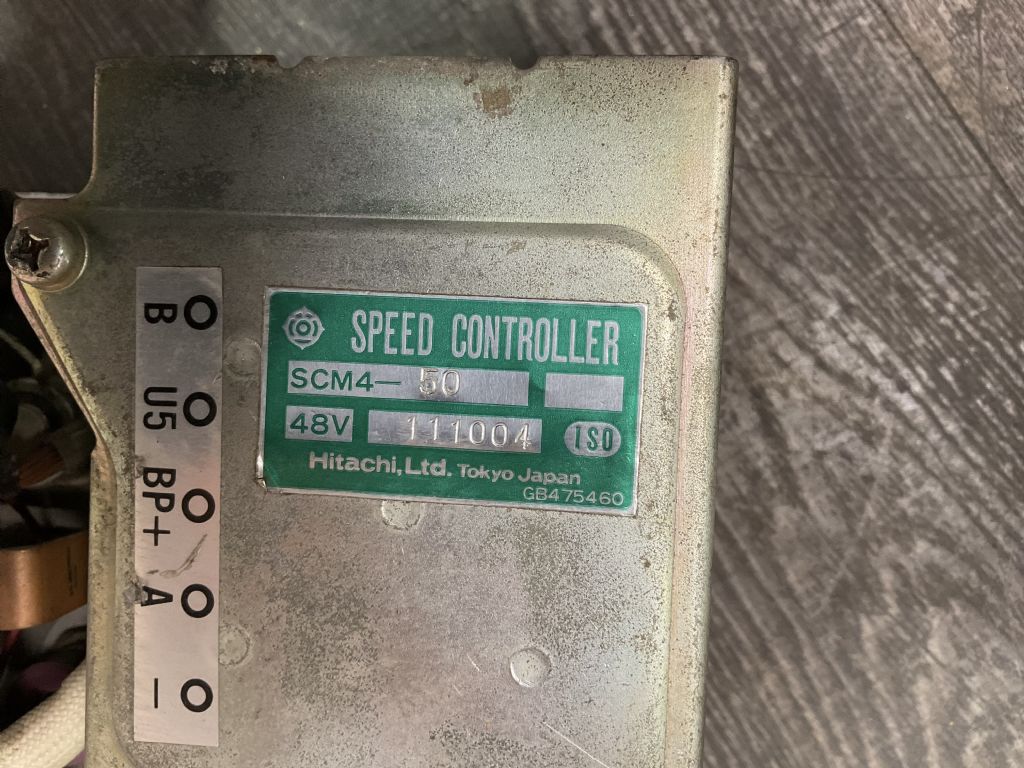 SPEED CONTROLLER
SCM4- 50
48V 111004 ISO
Hitachi, Ltd. Tokyo Japan
GB475460
B
U5
BP+
A
-